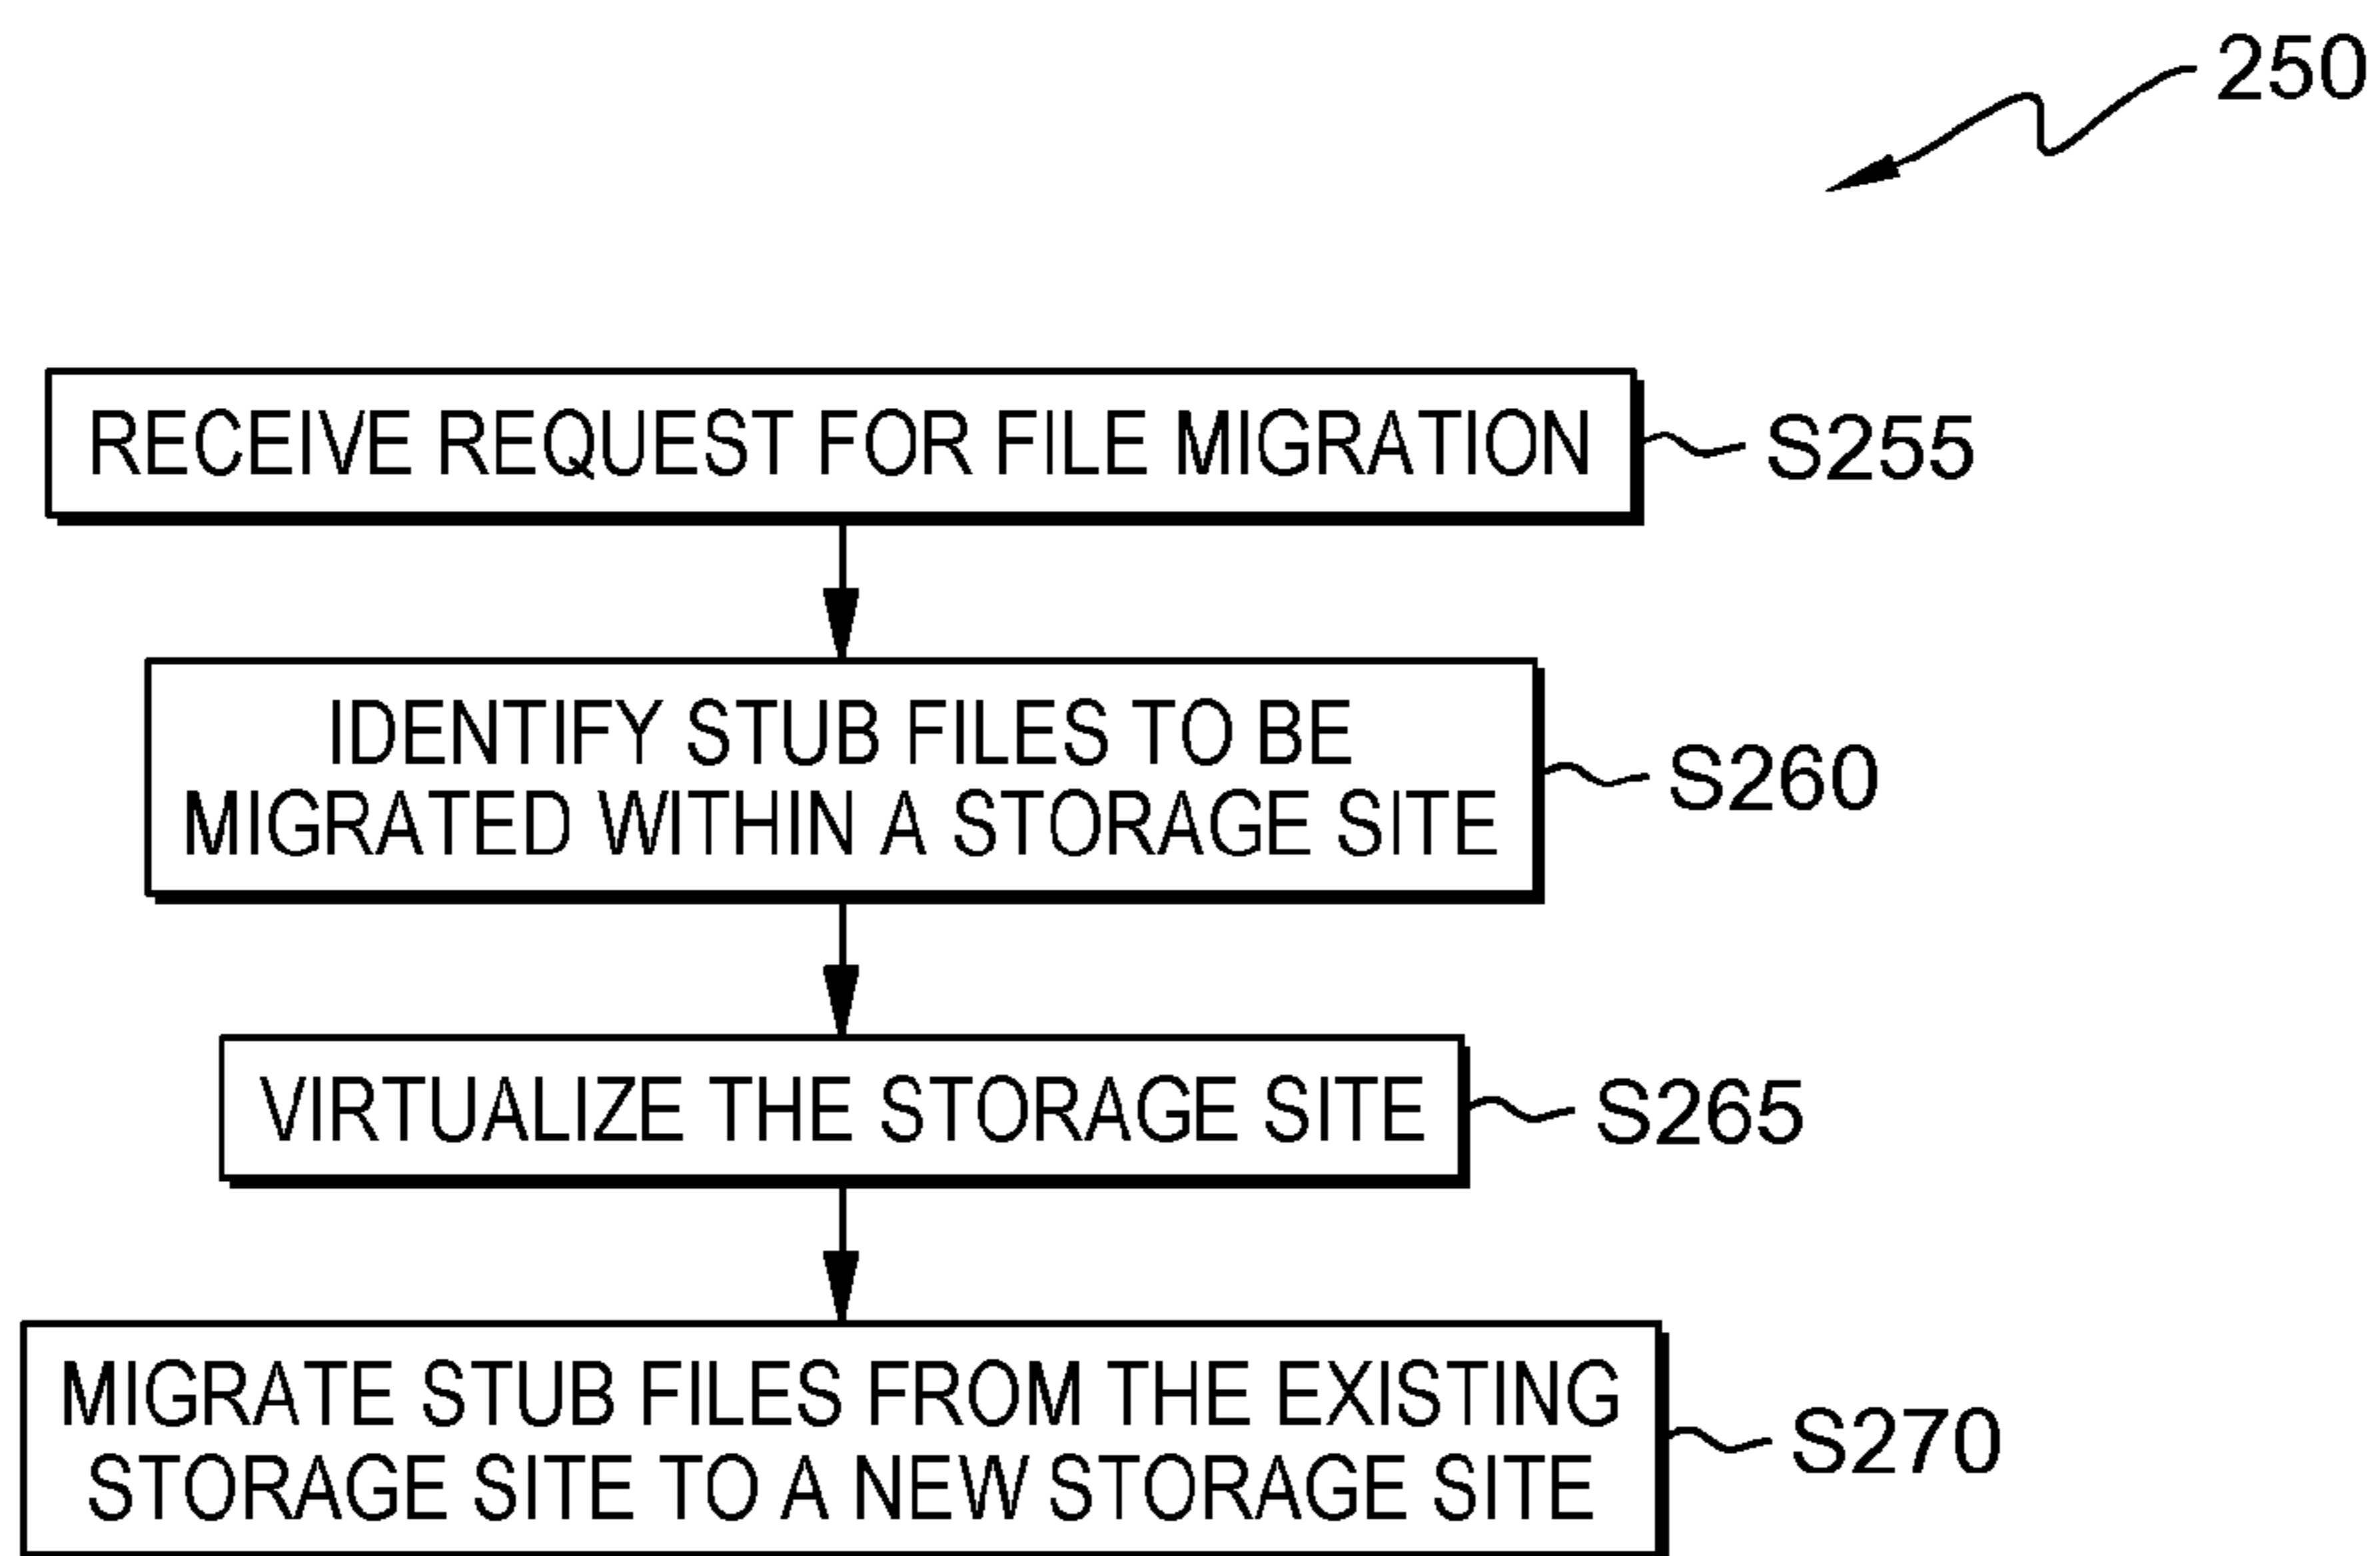 250
RECEIVE REQUEST FOR FILE MIGRATION
S255
IDENTIFY STUB FILES TO BE
MIGRATED WITHIN A STORAGE SITE
S260
VIRTUALIZE THE STORAGE SITE
S265
MIGRATE STUB FILES FROM THE EXISTING
STORAGE SITE TO A NEW STORAGE SITE
S270